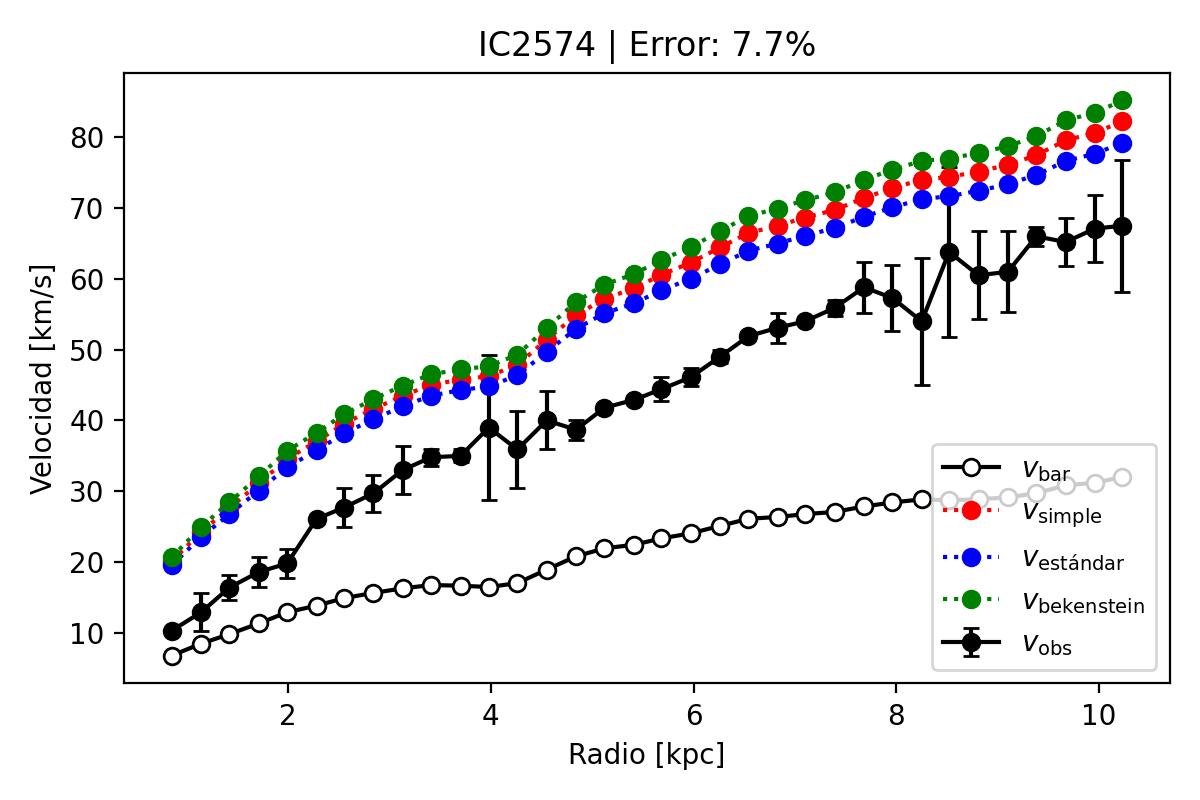 IC2574 | Error: 7.7%
Velocidad [km/s]
80
70
60
50
40
30
20
10
2 4 6 8 10
Radio [kpc]
v_bar
v_simple
v_estándar
v_bekenstein
v_obs